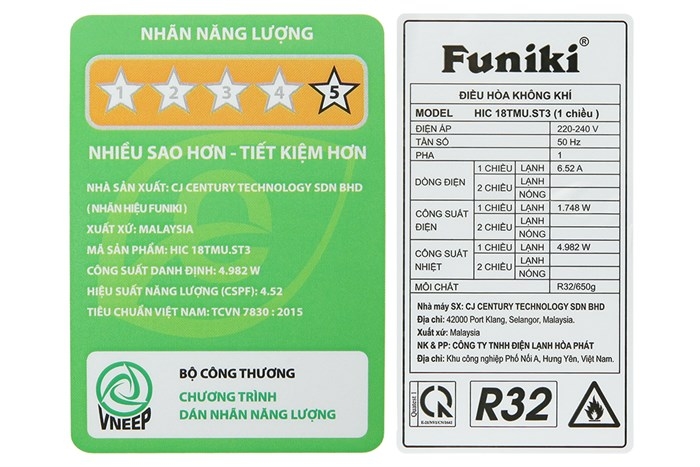 NHÃN NĂNG LƯỢNG
1 2 3 4 5
NHIỀU SAO HƠN - TIẾT KIỆM HƠN
NHÀ SẢN XUẤT: CJ CENTURY TECHNOLOGY SDN BHD
( NHÃN HIỆU FUNIKI )
XUẤT XỨ: MALAYSIA
MÃ SẢN PHẨM: HIC 18TMU.ST3
CÔNG SUẤT DANH ĐỊNH: 4.982 W
HIỆU SUẤT NĂNG LƯỢNG (CSPF): 4.52
TIÊU CHUẨN VIỆT NAM: TCVN 7830 : 2015
VNEEP
BỘ CÔNG THƯƠNG
CHƯƠNG TRÌNH
DÁN NHÃN NĂNG LƯỢNG
Funiki®
ĐIỀU HÒA KHÔNG KHÍ
MODEL HIC 18TMU.ST3 (1 chiều )
ĐIỆN ÁP 220-240 V
TẦN SỐ 50 Hz
PHA 1
DÒNG ĐIỆN 1 CHIỀU LẠNH 6.52 A
2 CHIỀU LẠNH
NÓNG
CÔNG SUẤT ĐIỆN 1 CHIỀU LẠNH 1.748 W
2 CHIỀU LẠNH
NÓNG
CÔNG SUẤT NHIỆT 1 CHIỀU LẠNH 4.982 W
2 CHIỀU LẠNH
NÓNG
MÔI CHẤT R32/650g
Nhà máy SX: CJ CENTURY TECHNOLOGY SDN BHD
Địa chỉ: 42000 Port Klang, Selangor, Malaysia.
Xuất xứ: Malaysia
NK & PP: CÔNG TY TNHH ĐIỆN LẠNH HÒA PHÁT
Địa chỉ: Khu công nghiệp Phố Nối A, Hưng Yên, Việt Nam.
Quatest 1
R32